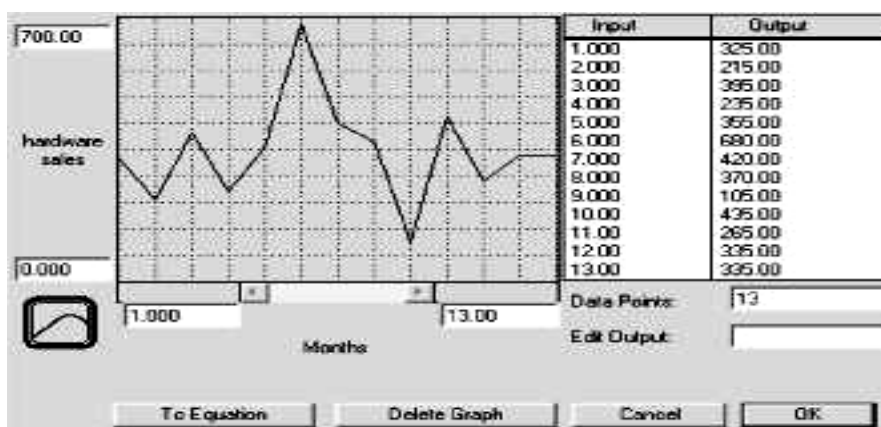 700.00
hardware
sales
0.000
1.000
13.00
Months
Input Output
1.000 325.00
2.000 215.00
3.000 395.00
4.000 235.00
5.000 355.00
6.000 680.00
7.000 420.00
8.000 370.00
9.000 105.00
10.00 435.00
11.00 265.00
12.00 335.00
13.00 335.00
Data Points: 13
Edit Output:
To Equation
Delete Graph
Cancel
OK